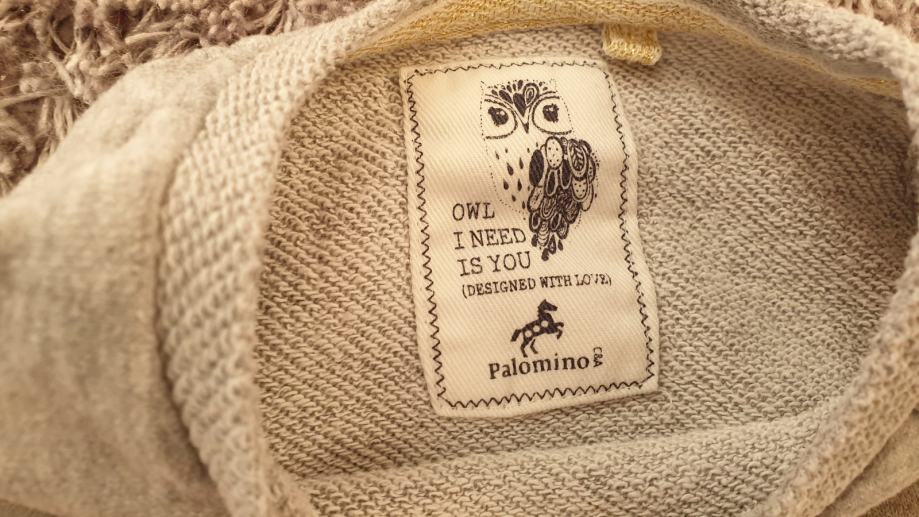 OWL
I NEED
IS YOU
(DESIGNED WITH LOVE)
Palomino C&A